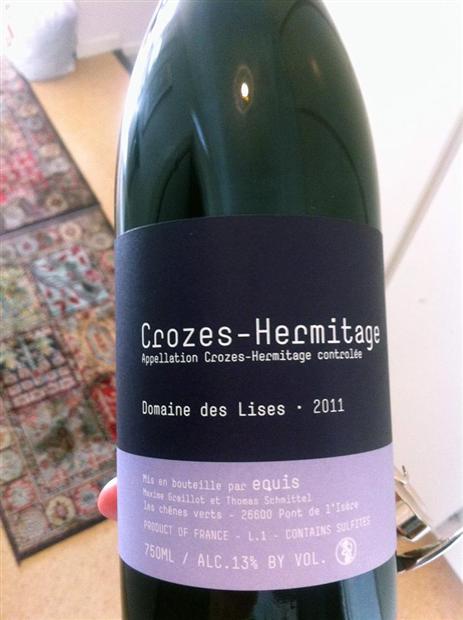 Crozes-Hermitage
Appellation Crozes-Hermitage controlée
Domaine des Lises · 2011
Mis en bouteille par equis
Maxime Graillot et Thomas Schmittel
les chênes verts - 26600 Pont de l'Isère
PRODUCT OF FRANCE - L.1 - CONTAINS SULFITES
750ML / ALC.13% BY VOL.